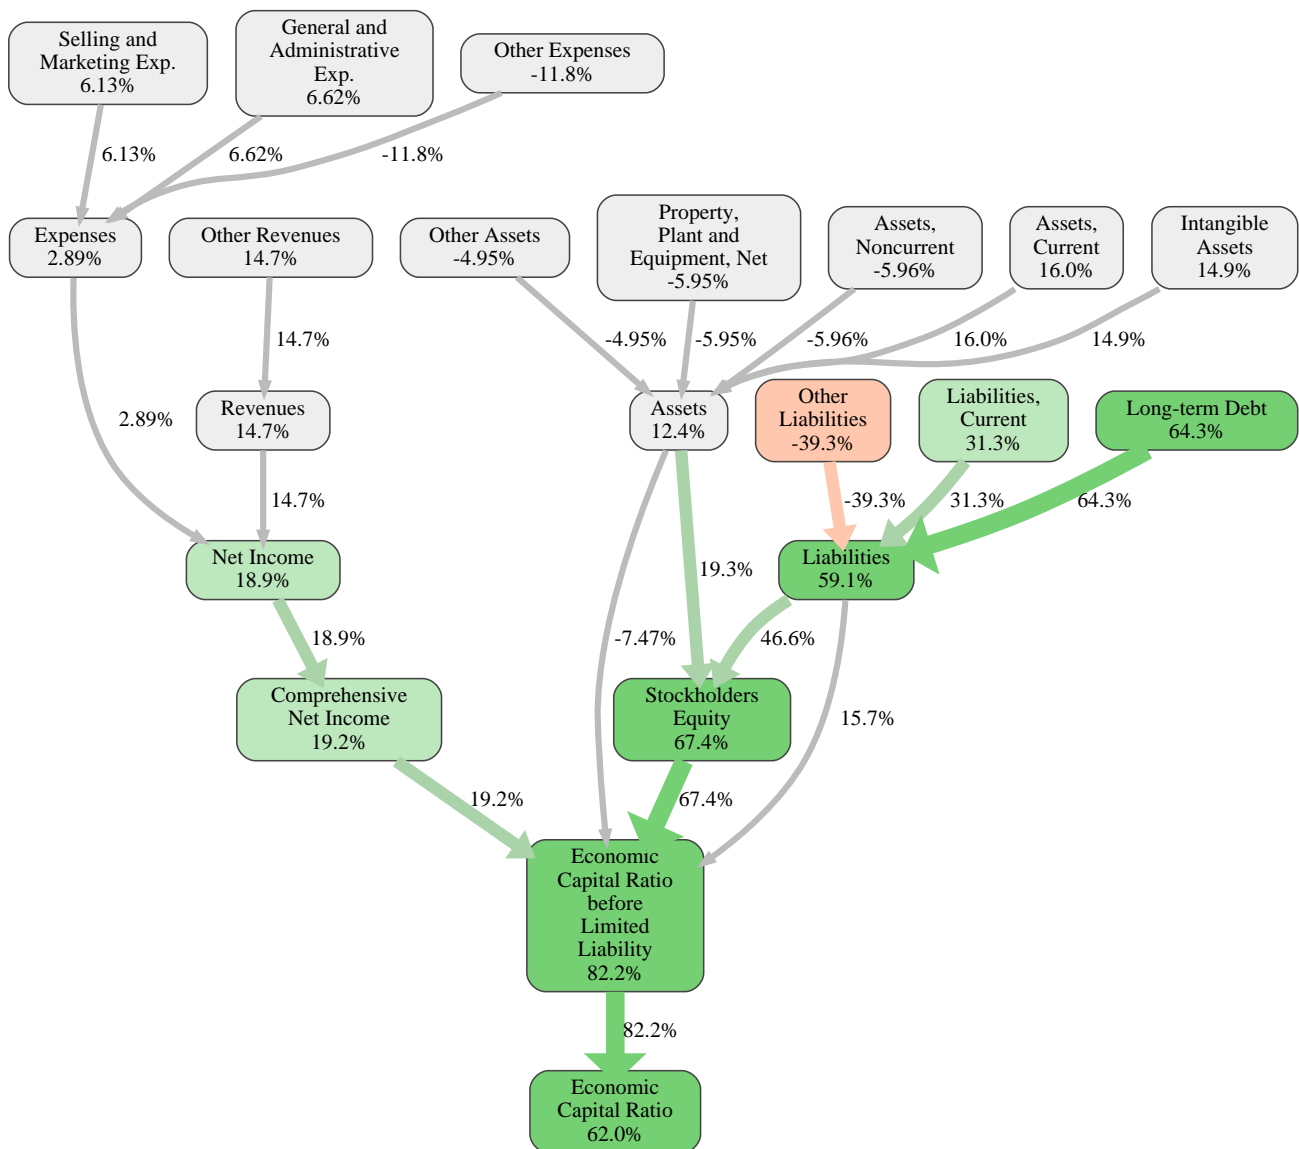 Selling and
Marketing Exp.
6.13%
General and
Administrative
Exp.
6.62%
Other Expenses
-11.8%
6.13%
6.62%
-11.8%
Expenses
2.89%
Other Revenues
14.7%
Other Assets
-4.95%
Property,
Plant and
Equipment, Net
-5.95%
Assets,
Noncurrent
-5.96%
Assets,
Current
16.0%
Intangible
Assets
14.9%
14.7%
-4.95%
-5.95%
-5.96%
16.0%
14.9%
2.89%
Revenues
14.7%
Assets
12.4%
Other
Liabilities
-39.3%
Liabilities,
Current
31.3%
Long-term Debt
64.3%
14.7%
19.3%
-39.3%
31.3%
64.3%
Net Income
18.9%
Liabilities
59.1%
18.9%
-7.47%
46.6%
15.7%
Comprehensive
Net Income
19.2%
Stockholders
Equity
67.4%
19.2%
67.4%
Economic
Capital Ratio
before
Limited
Liability
82.2%
82.2%
Economic
Capital Ratio
62.0%